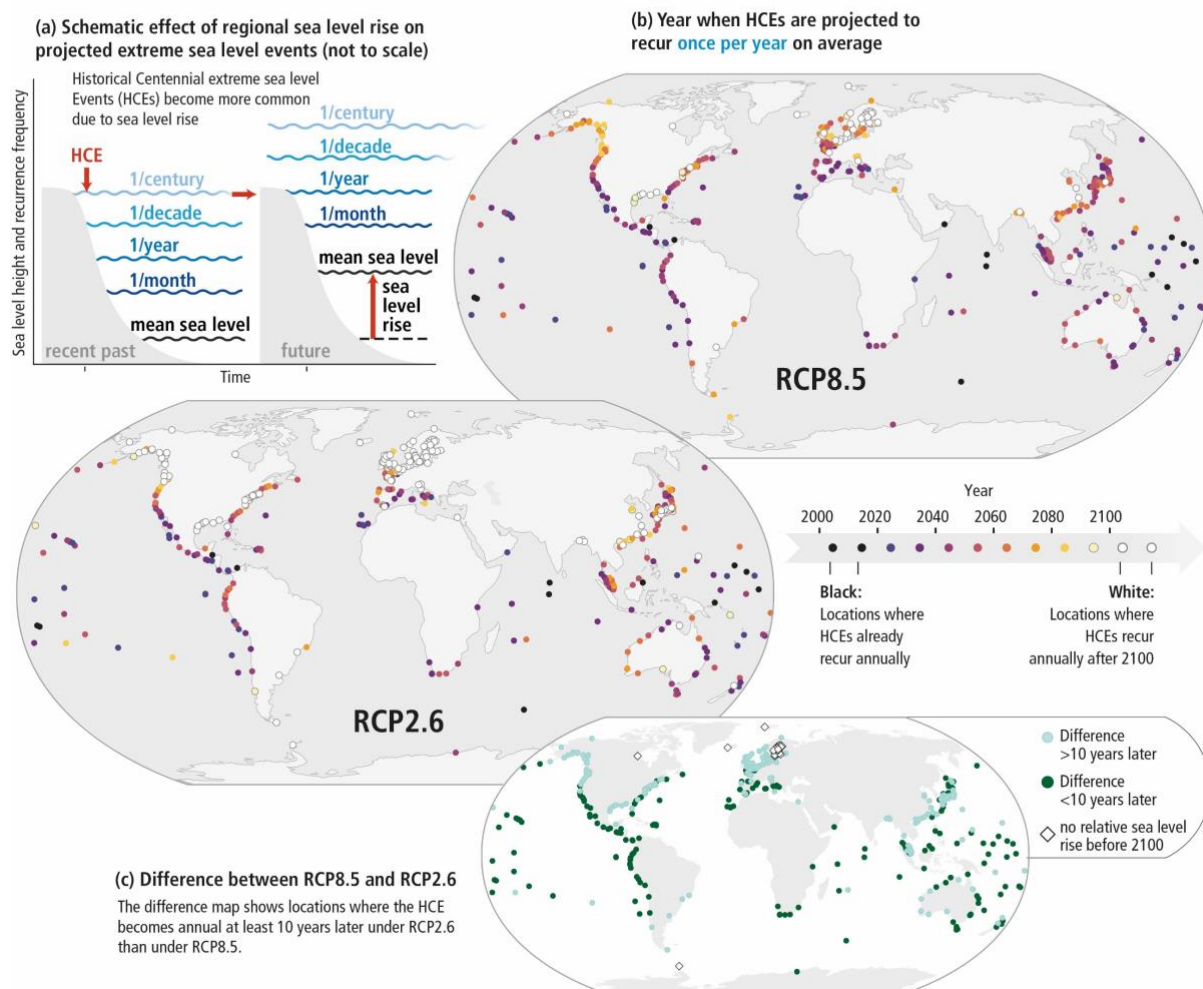 (a) Schematic effect of regional sea level rise on
projected extreme sea level events (not to scale)
Historical Centennial extreme sea level
Events (HCEs) become more common
due to sea level rise
Sea level height and recurrence frequency
HCE
1/century
1/decade
1/year
1/month
mean sea level
recent past
1/century
1/decade
1/year
1/month
mean sea level
sea
level
rise
future
Time
(b) Year when HCEs are projected to
recur once per year on average
RCP8.5
RCP2.6
Year
2000 2020 2040 2060 2080 2100
Black:
Locations where
HCEs already
recur annually
White:
Locations where
HCEs recur
annually after 2100
(c) Difference between RCP8.5 and RCP2.6
The difference map shows locations where the HCE
becomes annual at least 10 years later under RCP2.6
than under RCP8.5.
Difference
>10 years later
Difference
<10 years later
no relative sea level
rise before 2100